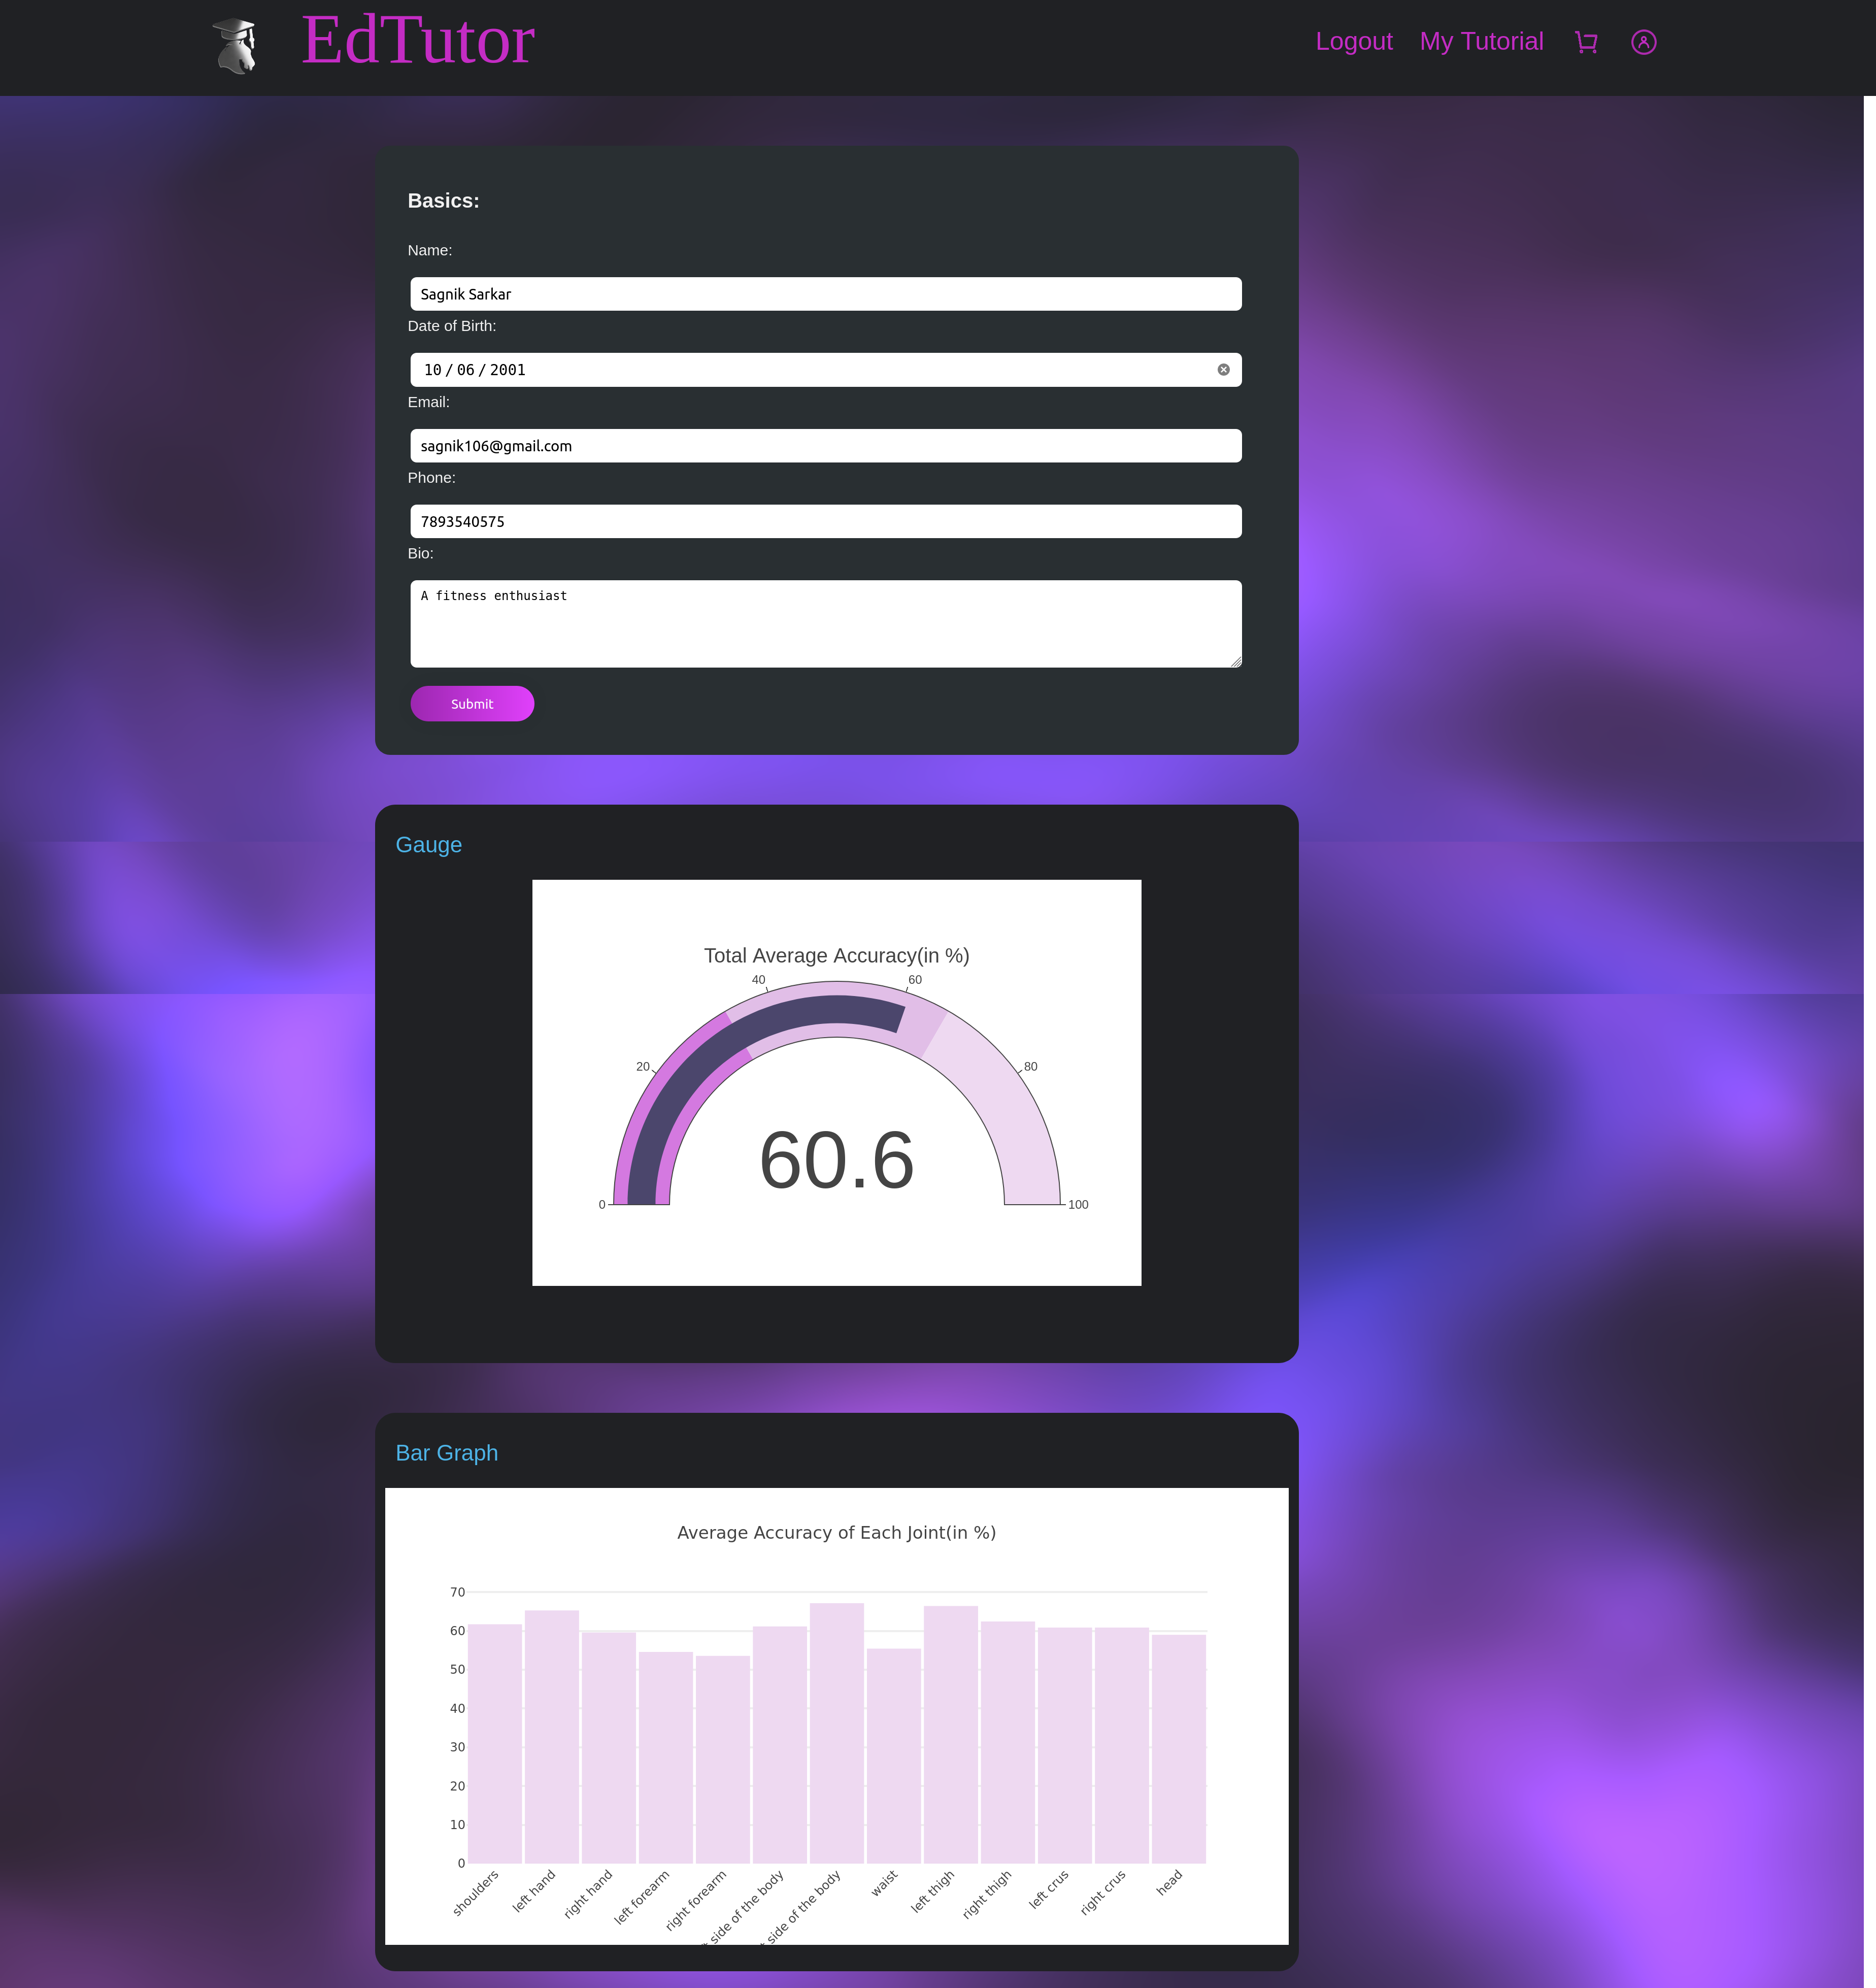 EdTutor
Logout My Tutorial
Basics:
Name:
Sagnik Sarkar
Date of Birth:
10 / 06 / 2001
Email:
sagnik106@gmail.com
Phone:
7893540575
Bio:
A fitness enthusiast
Submit
Gauge
Total Average Accuracy(in %)
0
20
40
60
80
100
60.6
Bar Graph
Average Accuracy of Each Joint(in %)
70
60
50
40
30
20
10
0
shoulders
left hand
right hand
left forearm
right forearm
side of the body
side of the body
waist
left thigh
right thigh
left crus
right crus
head